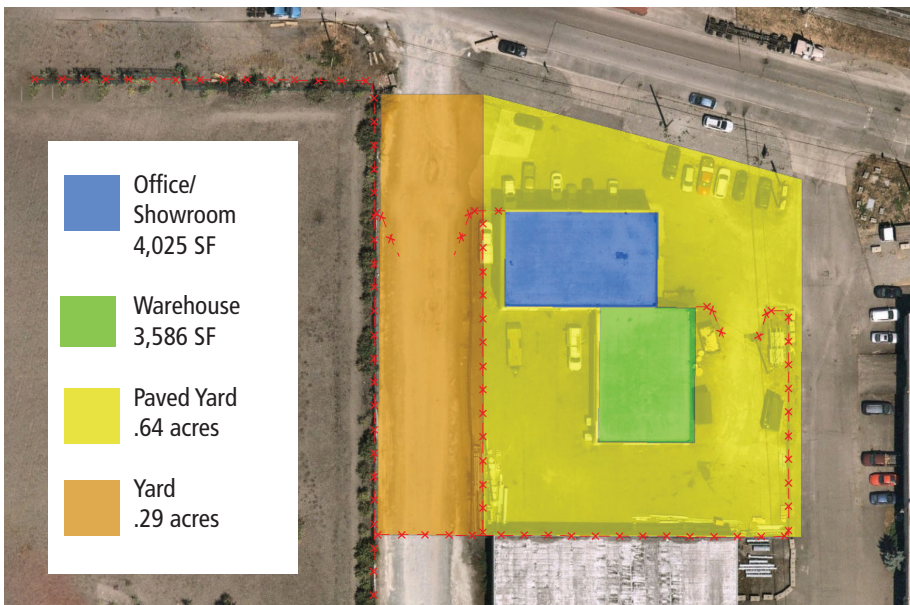 Office/
Showroom
4,025 SF
Warehouse
3,586 SF
Paved Yard
.64 acres
Yard
.29 acres